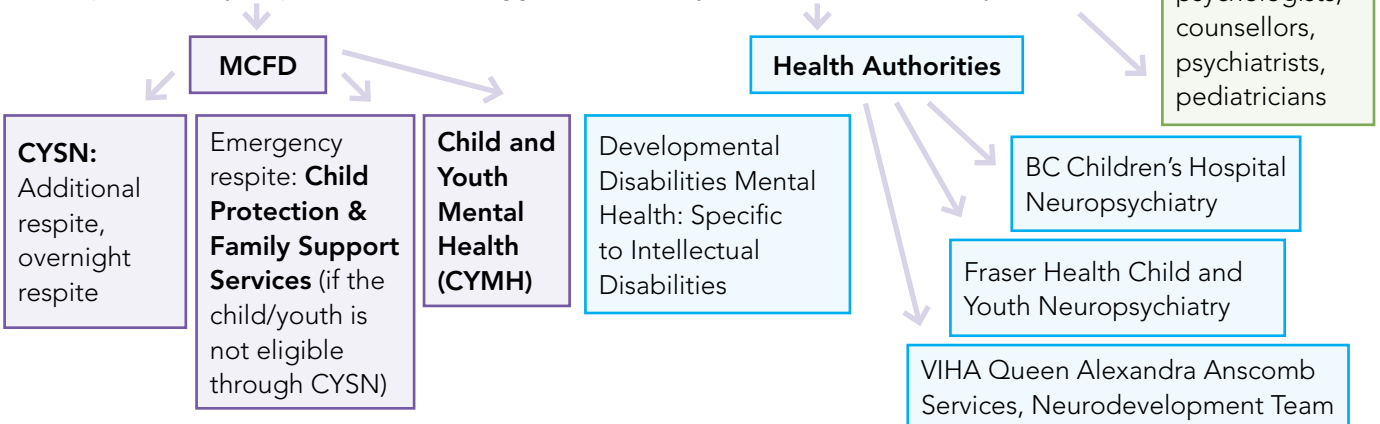 counsellors,
psychiatrists,
pediatricians
MCFD
Health Authorities
CYSN:
Additional
respite,
overnight
respite
Emergency
respite: Child
Protection &
Family Support
Services (if the
child/youth is
not eligible
through CYSN)
Child and
Youth
Mental
Health
(CYMH)
Developmental
Disabilities Mental
Health: Specific
to Intellectual
Disabilities
BC Children’s Hospital
Neuropsychiatry
Fraser Health Child and
Youth Neuropsychiatry
VIHA Queen Alexandra Anscomb
Services, Neurodevelopment Team